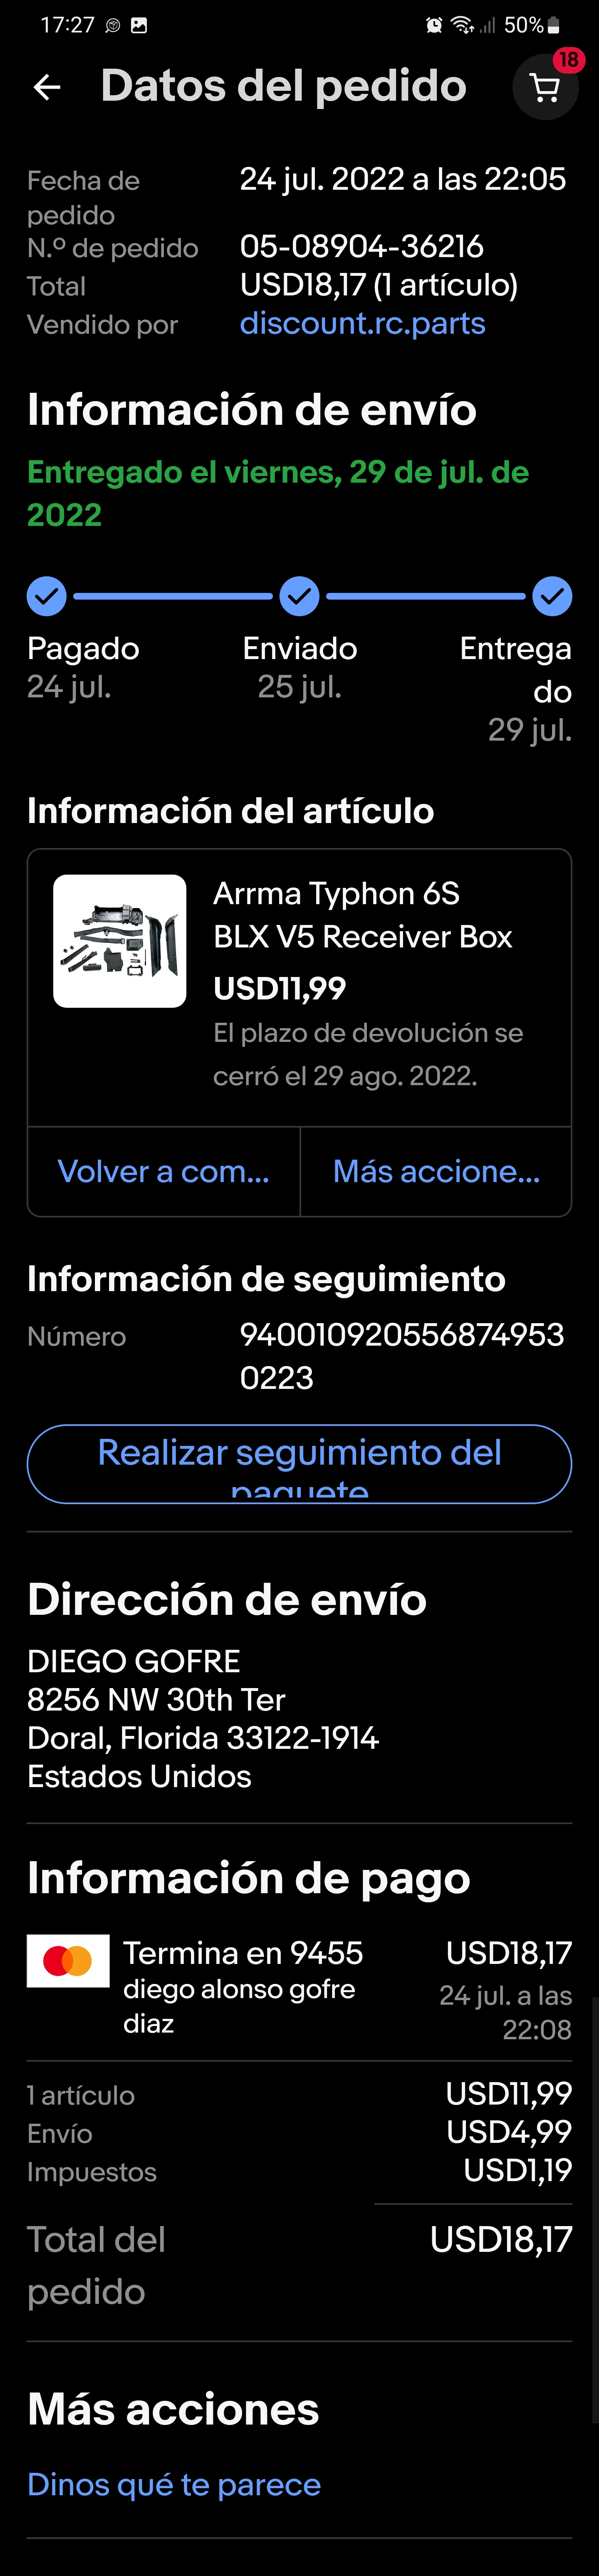 17:27
50%
Datos del pedido
18
Fecha de
pedido
24 jul. 2022 a las 22:05
N.º de pedido
05-08904-36216
Total
USD18,17 (1 artículo)
Vendido por
discount.rc.parts
Información de envío
Entregado el viernes, 29 de jul. de
2022
Pagado
24 jul.
Enviado
25 jul.
Entrega
do
29 jul.
Información del artículo
Arrma Typhon 6S
BLX V5 Receiver Box
USD11,99
El plazo de devolución se
cerró el 29 ago. 2022.
Volver a com...
Más accione...
Información de seguimiento
Número
940010920556874953
0223
Realizar seguimiento del
paquete
Dirección de envío
DIEGO GOFRE
8256 NW 30th Ter
Doral, Florida 33122-1914
Estados Unidos
Información de pago
Termina en 9455
diego alonso gofre
diaz
USD18,17
24 jul. a las
22:08
1 artículo
USD11,99
Envío
USD4,99
Impuestos
USD1,19
Total del
pedido
USD18,17
Más acciones
Dinos qué te parece